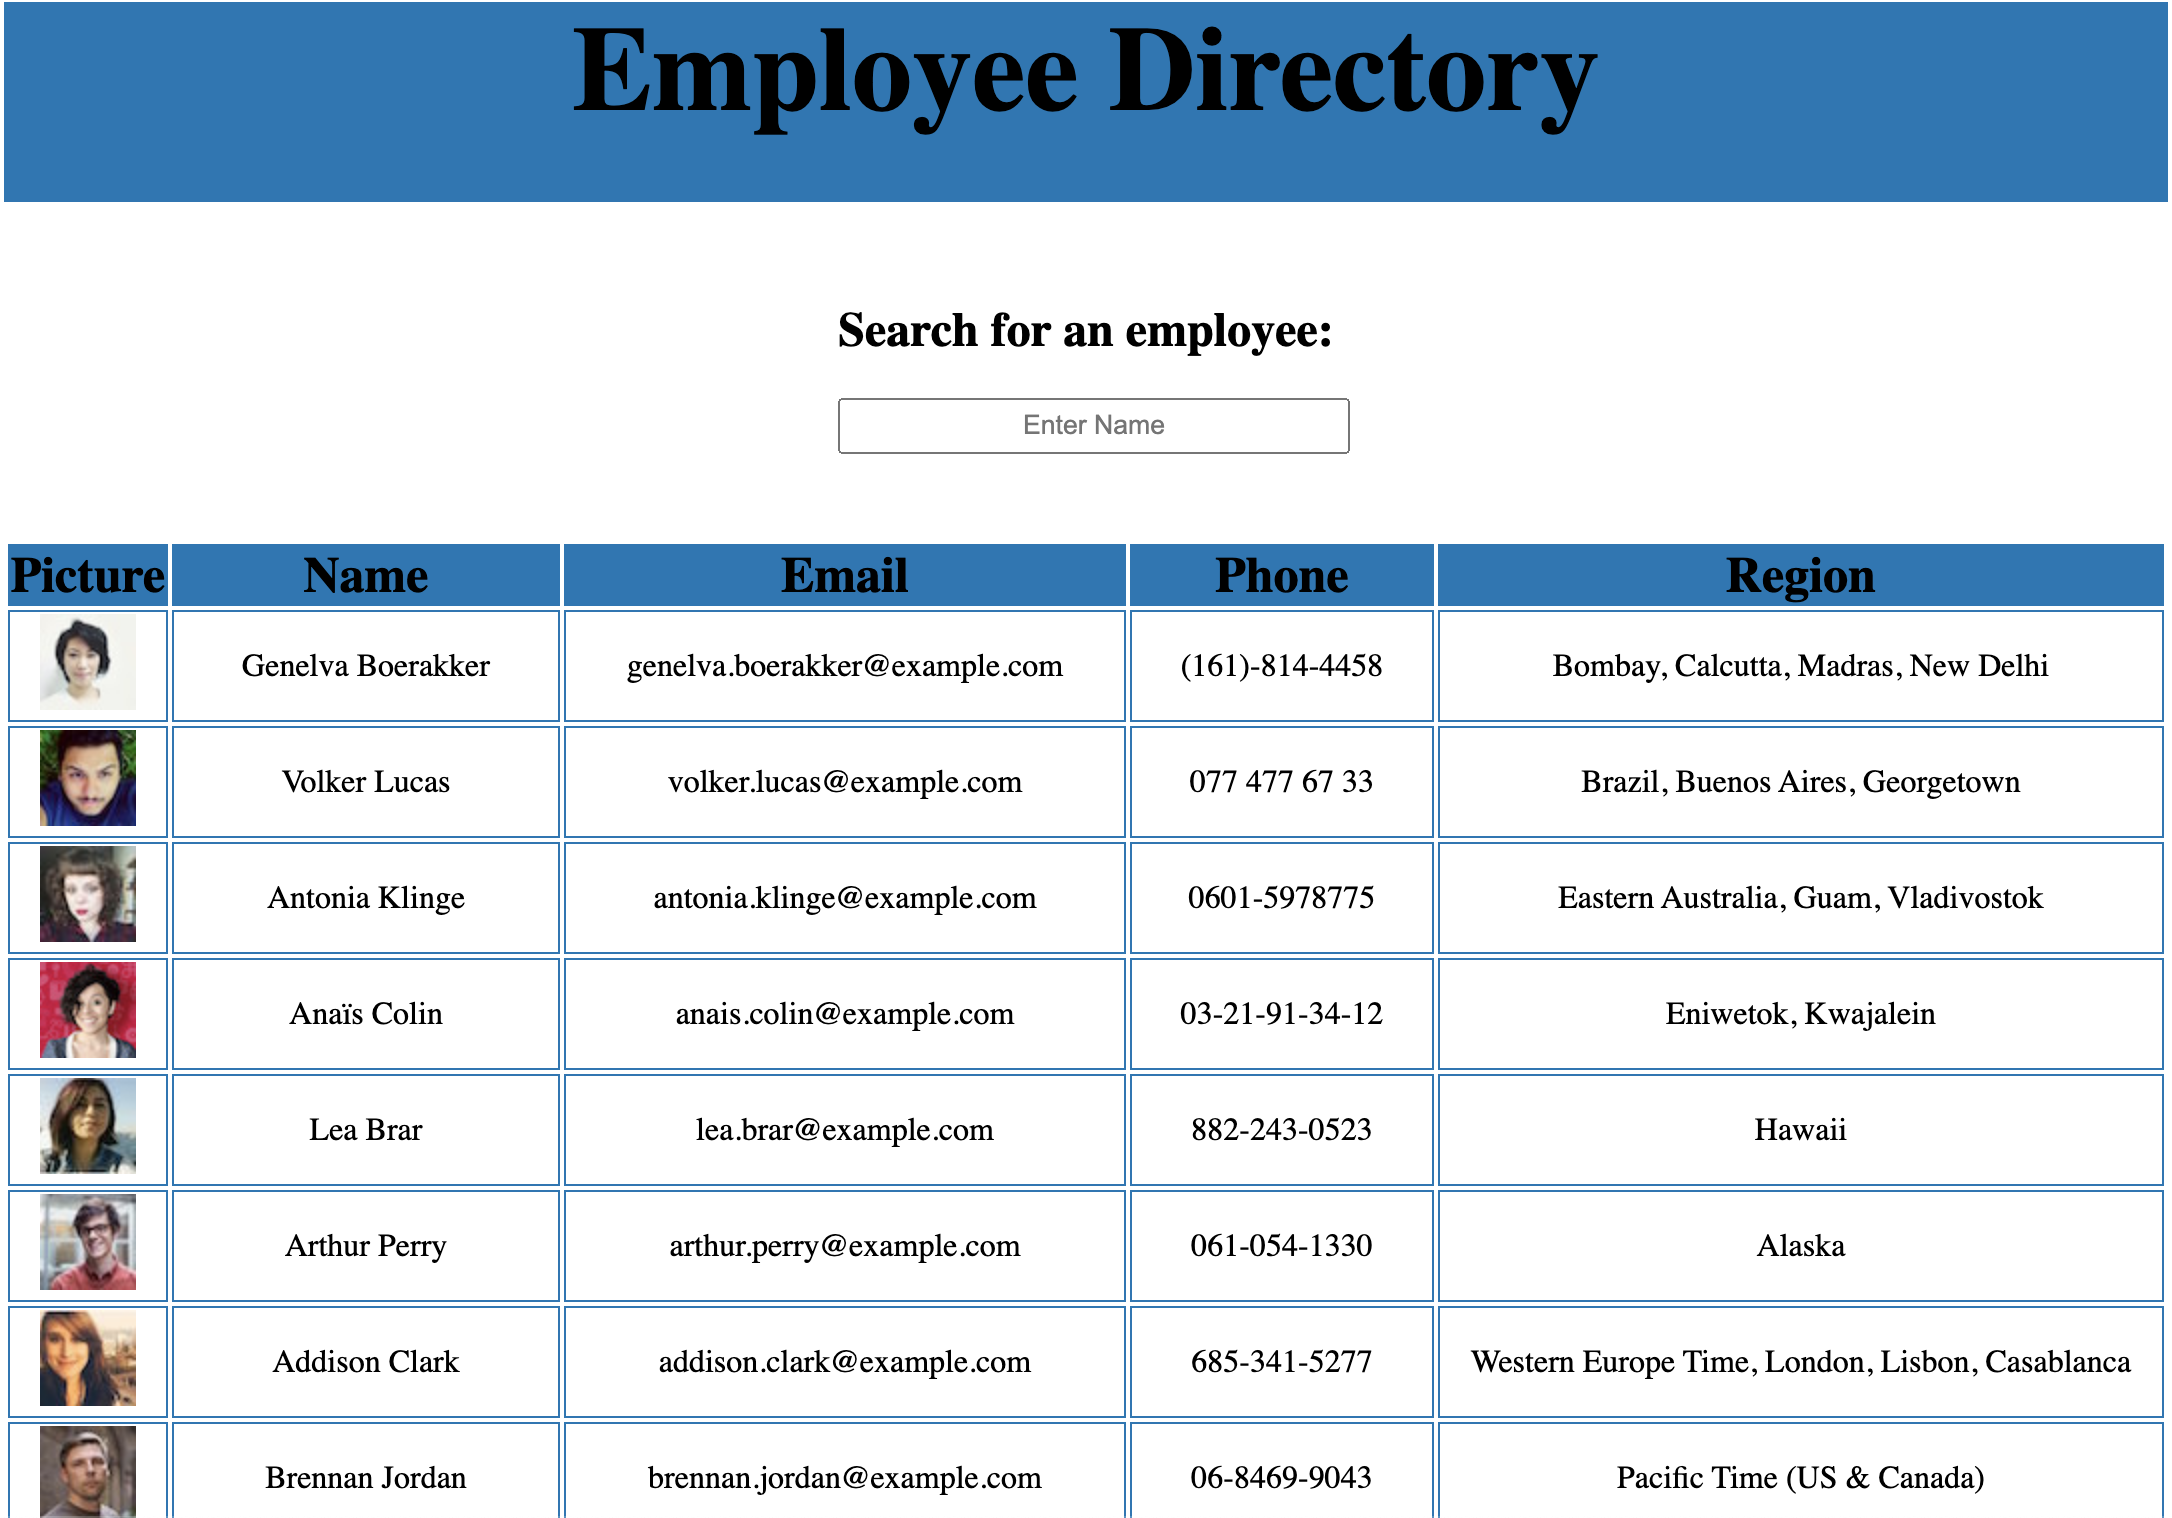 Employee Directory
Search for an employee:
Enter Name
Picture Name Email Phone Region
Genelva Boerakker genelva.boerakker@example.com (161)-814-4458 Bombay, Calcutta, Madras, New Delhi
Volker Lucas volker.lucas@example.com 077 477 67 33 Brazil, Buenos Aires, Georgetown
Antonia Klinge antonia.klinge@example.com 0601-5978775 Eastern Australia, Guam, Vladivostok
Anaïs Colin anais.colin@example.com 03-21-91-34-12 Eniwetok, Kwajalein
Lea Brar lea.brar@example.com 882-243-0523 Hawaii
Arthur Perry arthur.perry@example.com 061-054-1330 Alaska
Addison Clark addison.clark@example.com 685-341-5277 Western Europe Time, London, Lisbon, Casablanca
Brennan Jordan brennan.jordan@example.com 06-8469-9043 Pacific Time (US & Canada)